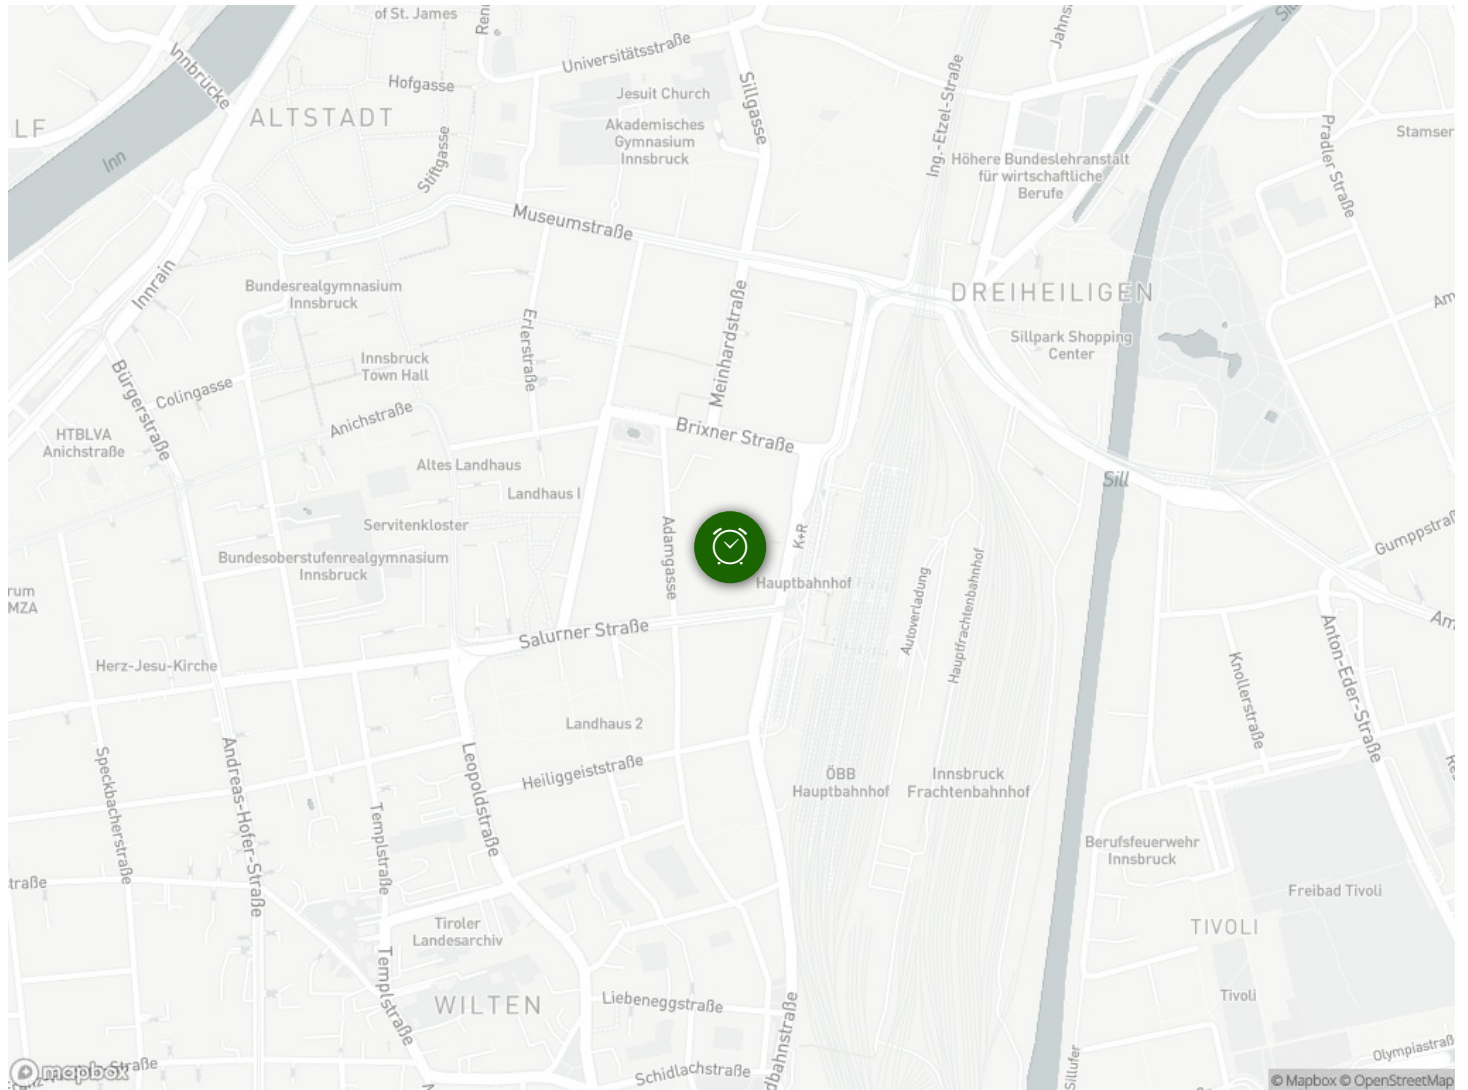 of St. James
Innbrücke
Hofgasse
Universitätsstraße
Sillgasse
Ing.-Etzel-Straße
ALTSTADT
Jesuit Church
Akademisches
Gymnasium
Innsbruck
Inn
Stiftgasse
Höhere Bundeslehranstalt
für wirtschaftliche
Berufe
Pradler Straße
Museumstraße
Innrain
Bundesrealgymnasium
Innsbruck
DREIHEILIGEN
Erlerstraße
Meinhardstraße
Sillpark Shopping
Center
Innsbruck
Town Hall
Bürgerstraße
Colingasse
Anichstraße
HTBLVA
Anichstraße
Brixner Straße
Altes Landhaus
Sill
Landhaus I
Servitenkloster
Adamgasse
K+R
Bundesoberstufenrealgymnasium
Innsbruck
Hauptbahnhof
Autoverladung
Hauptfrachtenbahnhof
rum
MZA
Salurner Straße
Anton-Eder-Straße
Herz-Jesu-Kirche
Knollerstraße
Landhaus 2
Speckbacherstraße
Andreas-Hofer-Straße
Leopoldstraße
Heiliggeiststraße
ÖBB
Hauptbahnhof
Innsbruck
Frachtenbahnhof
Templstraße
Berufsfeuerwehr
Innsbruck
traße
Freibad Tivoli
Tiroler
Landesarchiv
TIVOLI
Templstraße
WILTEN
Liebeneggstraße
Tivoli
dbahnstraße
Sillufer
Olympiastraß
Schidlachstraße
Straße
mapbox
© Mapbox © OpenStreetMap